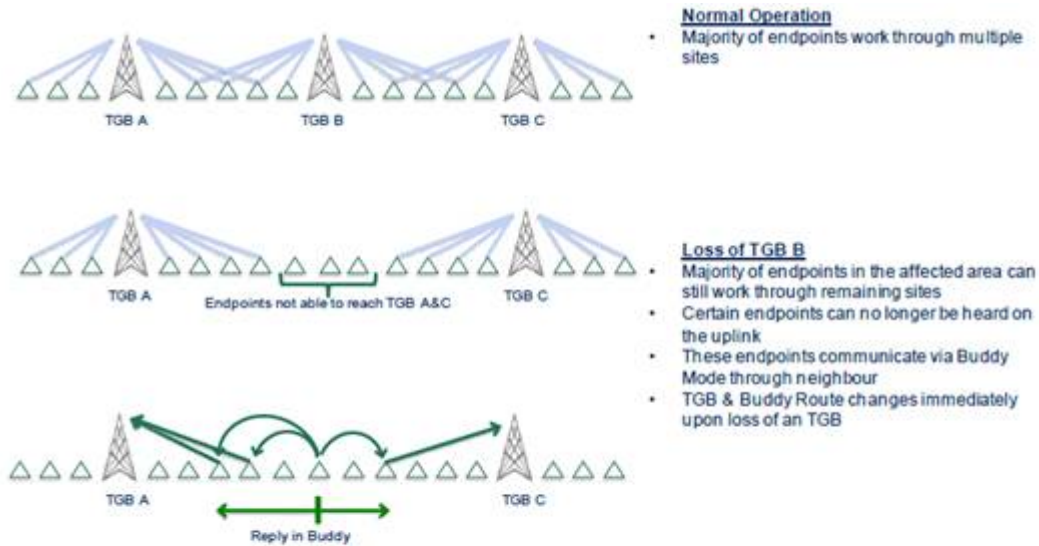 Normal Operation
• Majority of endpoints work through multiple
sites
TGB A
TGB B
TGB C
Loss of TGB B
• Majority of endpoints in the affected area can
still work through remaining sites
• Certain endpoints can no longer be heard on
the uplink
• These endpoints communicate via Buddy
Mode through neighbour
• TGB & Buddy Route changes immediately
upon loss of an TGB
TGB A
Endpoints not able to reach TGB A&C
TGB C
TGB A
TGB C
Reply in Buddy